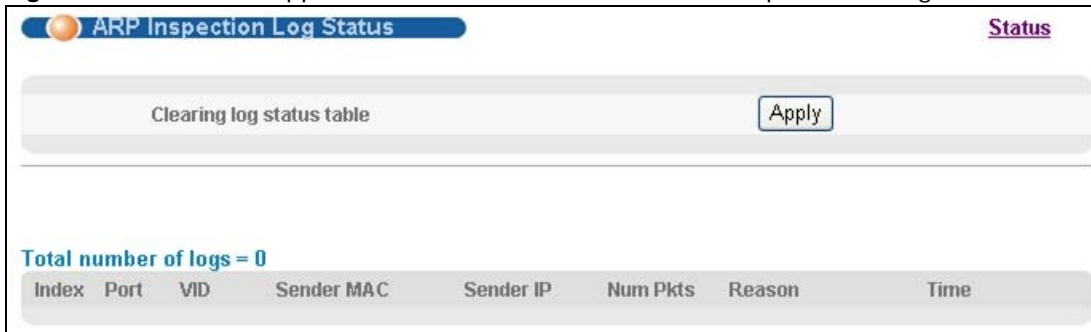 ARP Inspection Log Status Status
Clearing log status table Apply
Total number of logs = 0
Index Port VID Sender MAC Sender IP Num Pkts Reason Time